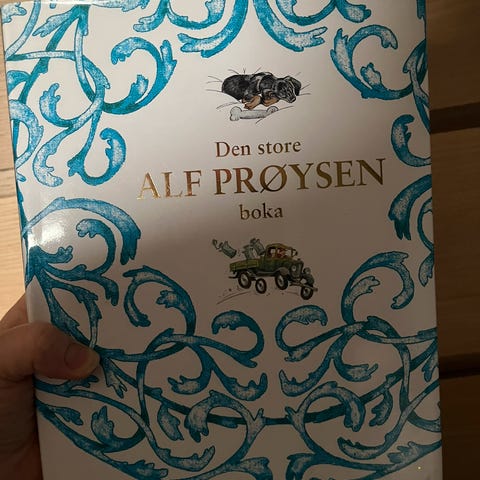 Den store
ALF PRØYSEN
boka